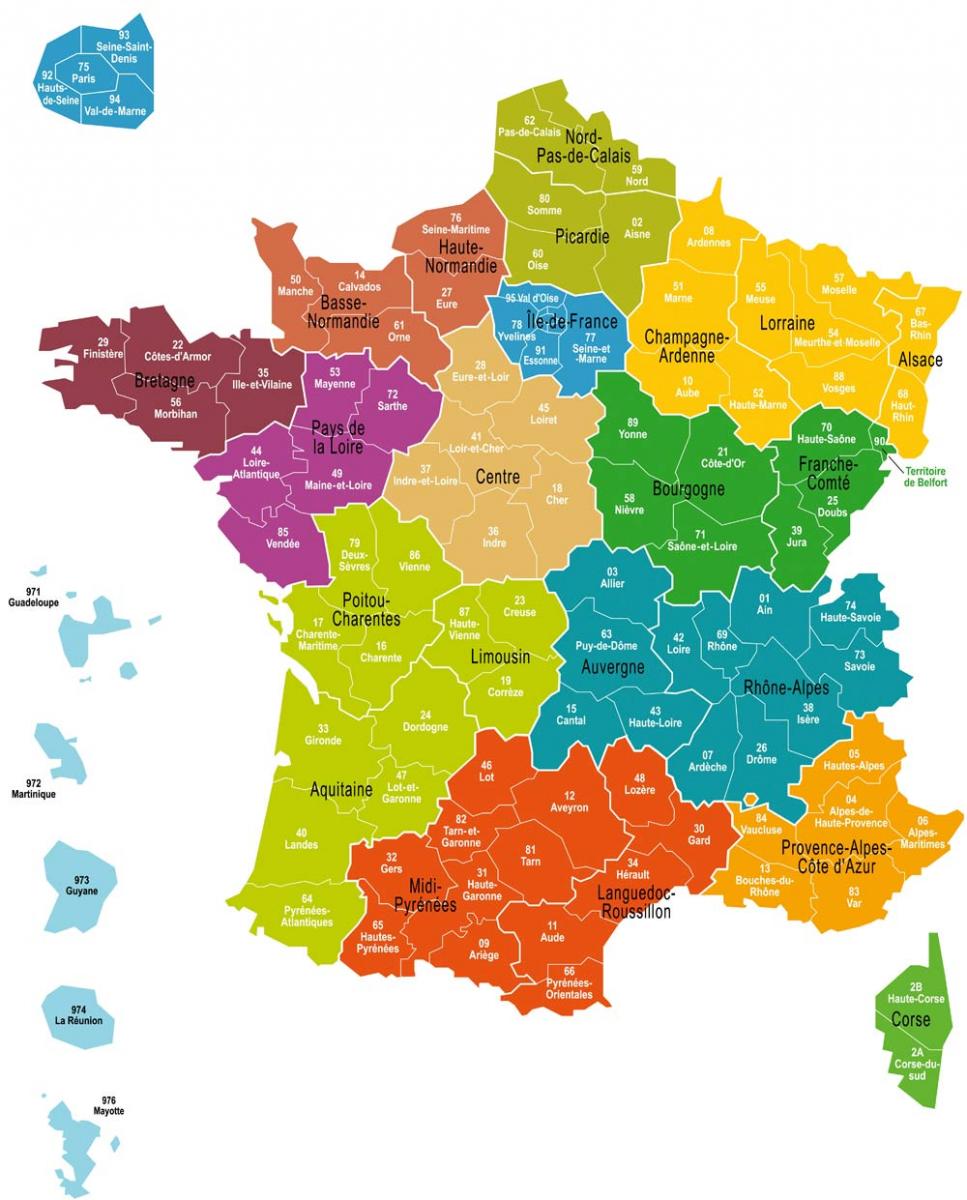 93
Seine-Saint-
Denis
75
Paris
92
Hauts-
de-Seine
94
Val-de-Marne
62
Pas-de-Calais
Nord-
Pas-de-Calais
59
Nord
80
Somme
02
Aisne
Picardie
60
Oise
76
Seine-Maritime
Haute-
Normandie
27
Eure
50
Manche
14
Calvados
Basse-
Normandie
61
Orne
08
Ardennes
51
Marne
Champagne-
Ardenne
10
Aube
52
Haute-Marne
55
Meuse
57
Moselle
Lorraine
54
Meurthe-et-Moselle
88
Vosges
67
Bas-
Rhin
Alsace
68
Haut-
Rhin
95 Val d'Oise
Île-de-France
78
Yvelines
91
Essonne
77
Seine-et
-Marne
29
Finistère
22
Côtes-d'Armor
Bretagne
35
Ille-et-Vilaine
56
Morbihan
53
Mayenne
72
Sarthe
Pays de
la Loire
44
Loire-
Atlantique
49
Maine-et-Loire
85
Vendée
28
Eure-et-Loir
45
Loiret
41
Loir-et-Cher
37
Indre-et-Loire
Centre
18
Cher
36
Indre
89
Yonne
21
Côte-d'Or
Bourgogne
58
Nièvre
71
Saône-et-Loire
70
Haute-Saône
90
Territoire
de Belfort
Franche-
Comté
25
Doubs
39
Jura
79
Deux-
Sèvres
86
Vienne
Poitou-
Charentes
17
Charente-
Maritime
16
Charente
87
Haute-
Vienne
23
Creuse
Limousin
19
Corrèze
03
Allier
63
Puy-de-Dôme
Auvergne
15
Cantal
43
Haute-Loire
42
Loire
69
Rhône
01
Ain
74
Haute-Savoie
73
Savoie
Rhône-Alpes
38
Isère
07
Ardèche
26
Drôme
33
Gironde
24
Dordogne
47
Lot-et-
Garonne
Aquitaine
40
Landes
64
Pyrénées-
Atlantiques
46
Lot
12
Aveyron
82
Tarn-et-
Garonne
81
Tarn
32
Gers
31
Haute-
Garonne
Midi-
Pyrénées
65
Hautes-
Pyrénées
09
Ariège
48
Lozère
30
Gard
34
Hérault
Languedoc-
Roussillon
11
Aude
66
Pyrénées-
Orientales
05
Hautes-Alpes
04
Alpes-de-
Haute-Provence
06
Alpes-
Maritimes
84
Vaucluse
Provence-Alpes-
Côte d'Azur
13
Bouches-du-
Rhône
83
Var
2B
Haute-Corse
Corse
2A
Corse-du-
sud
971
Guadeloupe
972
Martinique
973
Guyane
974
La Réunion
976
Mayotte